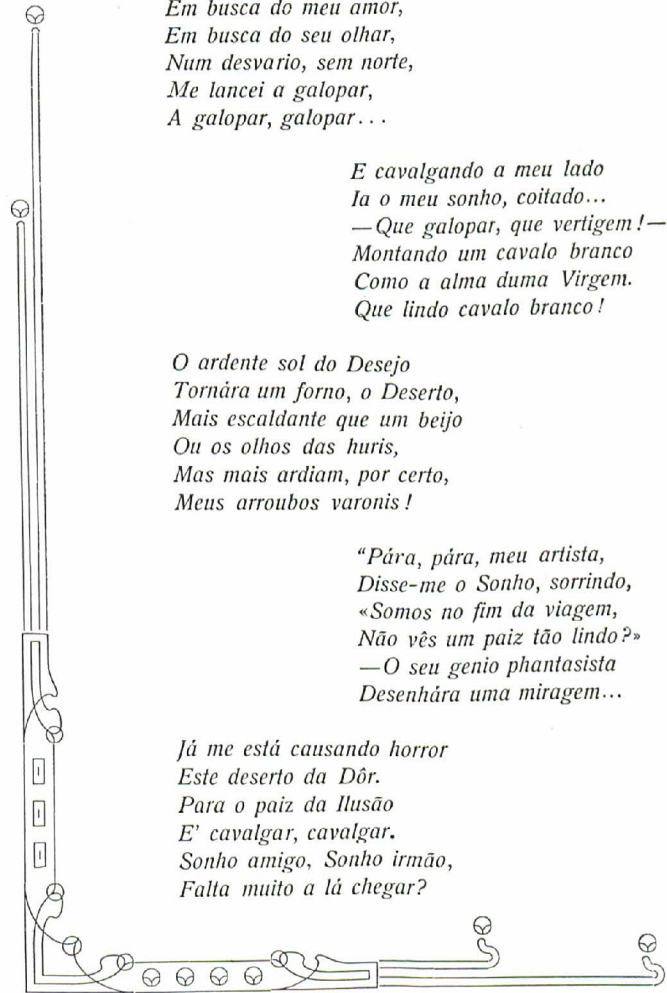 Em busca do meu amor,
Em busca do seu olhar,
Num desvario, sem norte,
Me lancei a galopar,
A galopar, galopar...
E cavalgando a meu lado
Ia o meu sonho, coitado...
—Que galopar, que vertigem!—
Montando um cavalo branco
Como a alma duma Virgem.
Que lindo cavalo branco!
O ardente sol do Desejo
Tornára um forno, o Deserto,
Mais escaldante que um beijo
Ou os olhos das huris,
Mas mais ardiam, por certo,
Meus arroubos varonis!
“Pára, pára, meu artista,
Disse-me o Sonho, sorrindo,
«Somos no fim da viagem,
Não vês um paiz tão lindo?»
—O seu genio phantasista
Desenhára uma miragem...
Já me está causando horror
Este deserto da Dôr.
Para o paiz da Ilusão
E' cavalgar, cavalgar.
Sonho amigo, Sonho irmão,
Falta muito a lá chegar?